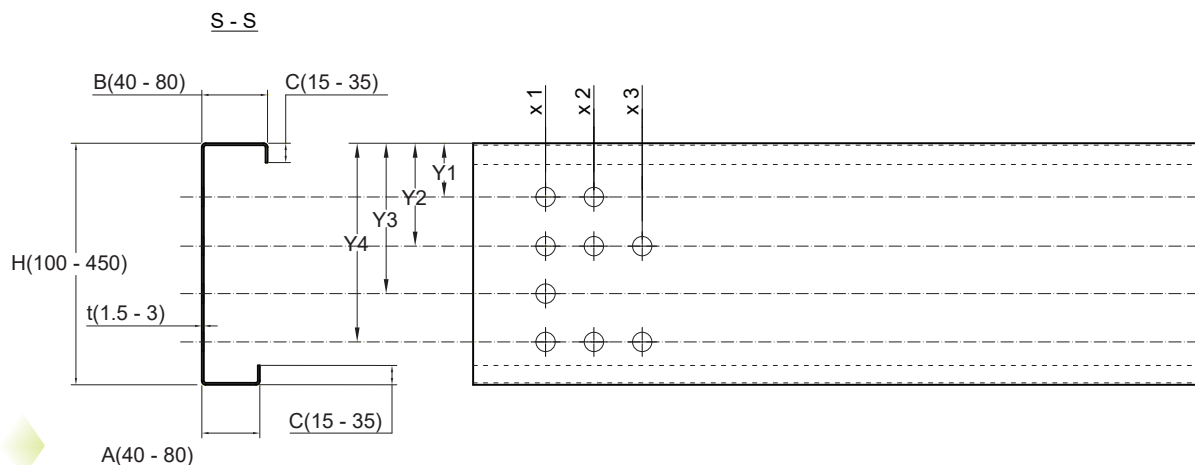 S - S
B(40 - 80)
C(15 - 35)
x 1
x 2
x 3
Y1
Y2
Y3
Y4
H(100 - 450)
t(1.5 - 3)
C(15 - 35)
A(40 - 80)